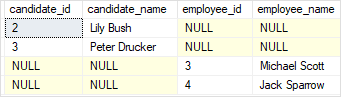 candidate_id candidate_name employee_id employee_name
2 Lily Bush NULL NULL
3 Peter Drucker NULL NULL
NULL NULL 3 Michael Scott
NULL NULL 4 Jack Sparrow